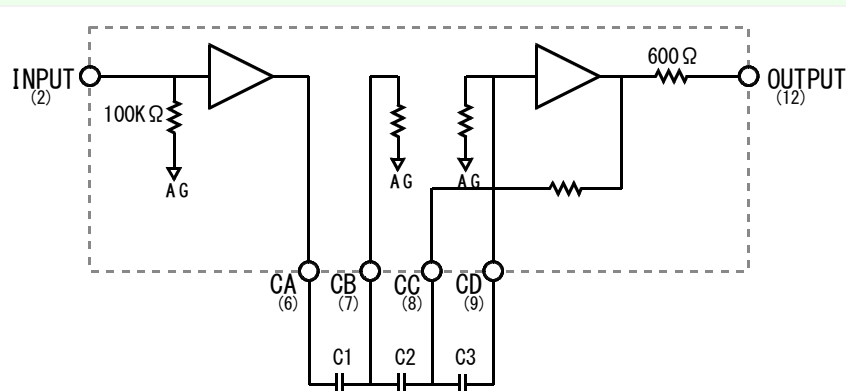 600Ω
INPUT
(2)
OUTPUT
(12)
100KΩ
AG
AG
AG
CA
(6)
CB
(7)
CC
(8)
CD
(9)
C1
C2
C3